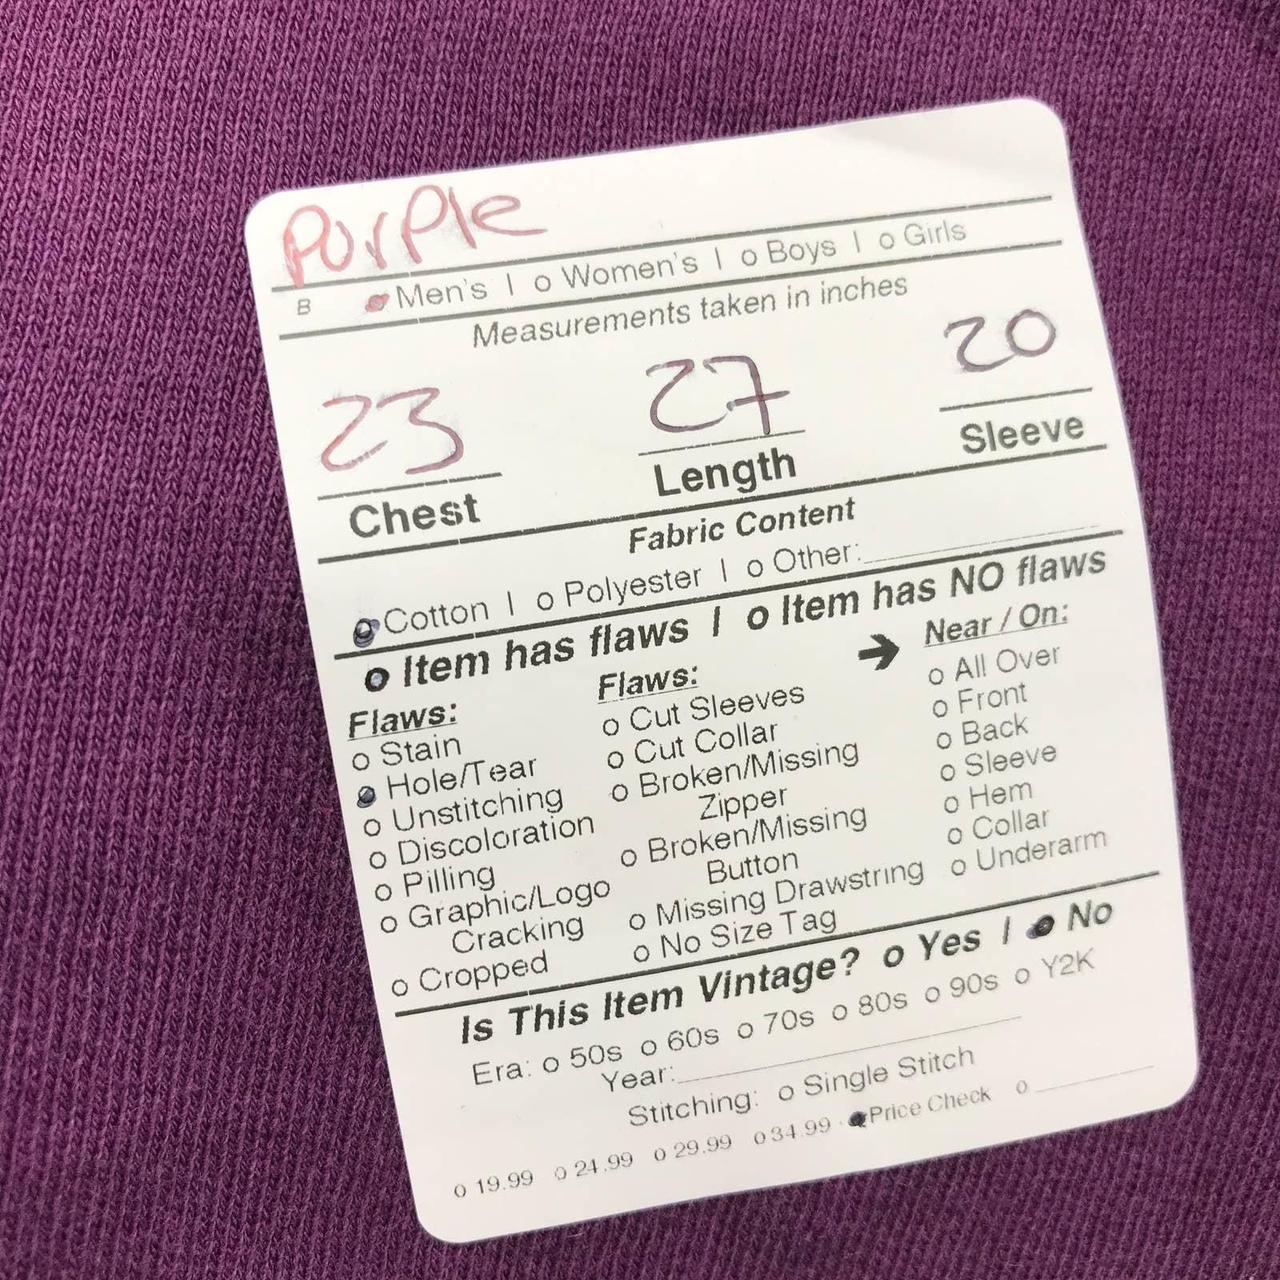 Purple
B Men's | o Women's | o Boys | o Girls
Measurements taken in inches
23 27 20
Chest Length Sleeve
Fabric Content
Cotton | o Polyester | o Other:
o Item has flaws | o Item has NO flaws
Flaws:
o Stain
Hole/Tear
o Unstitching
o Discoloration
o Pilling
o Graphic/Logo
Cracking
o Cropped
Flaws:
o Cut Sleeves
o Cut Collar
o Broken/Missing
Zipper
o Broken/Missing
Button
o Missing Drawstring
o No Size Tag
➔ Near / On:
o All Over
o Front
o Back
o Sleeve
o Hem
o Collar
o Underarm
Is This Item Vintage? o Yes | o No
Era: o 50s o 60s o 70s o 80s o 90s o Y2K
Year:
Stitching: o Single Stitch
o 19.99 o 24.99 o 29.99 o 34.99 Price Check o